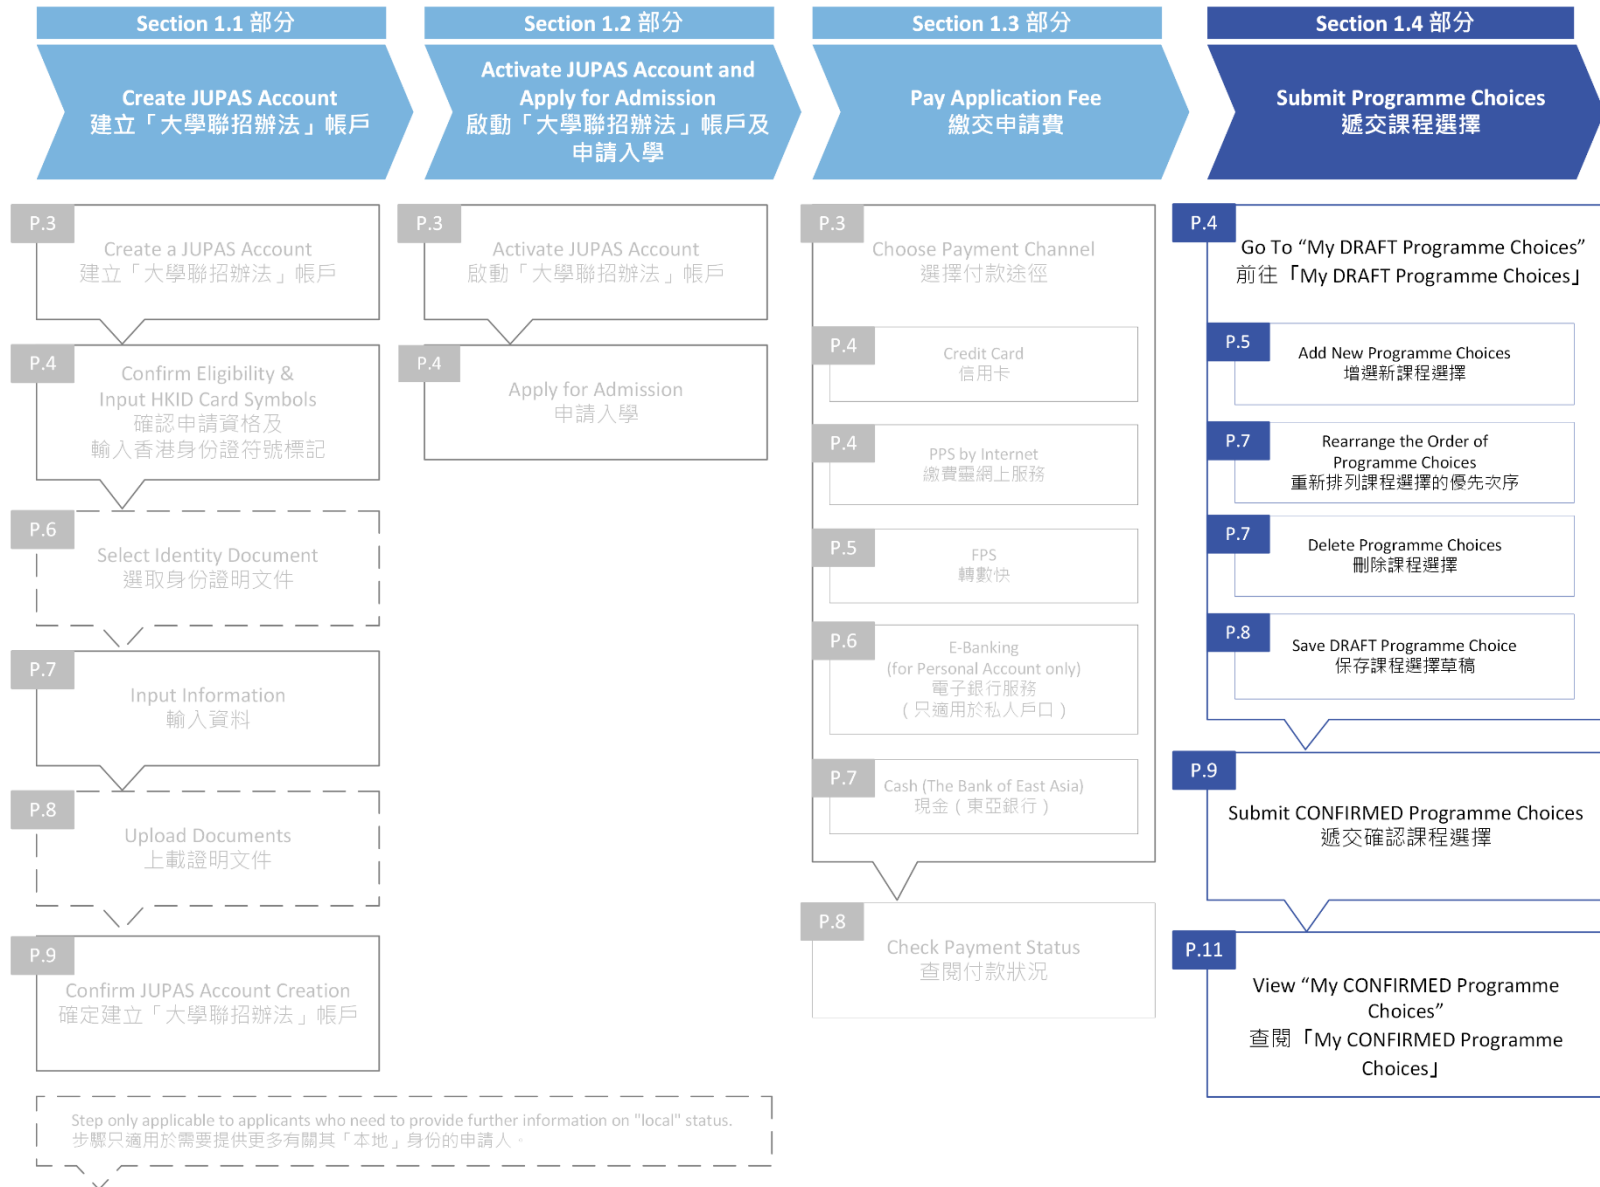 Section 1.1 部分
Create JUPAS Account
建立「大學聯招辦法」帳戶
P.3
Create a JUPAS Account
建立「大學聯招辦法」帳戶
P.4
Confirm Eligibility &
Input HKID Card Symbols
確認申請資格及
輸入香港身份證符號標記
P.6
Select Identity Document
選取身份證明文件
P.7
Input Information
輸入資料
P.8
Upload Documents
上載證明文件
P.9
Confirm JUPAS Account Creation
確定建立「大學聯招辦法」帳戶
Step only applicable to applicants who need to provide further information on "local" status.
步驟只適用於需要提供更多有關其「本地」身份的申請人。
Section 1.2 部分
Activate JUPAS Account and
Apply for Admission
啟動「大學聯招辦法」帳戶及
申請入學
P.3
Activate JUPAS Account
啟動「大學聯招辦法」帳戶
P.4
Apply for Admission
申請入學
Section 1.3 部分
Pay Application Fee
繳交申請費
P.3
Choose Payment Channel
選擇付款途徑
P.4
Credit Card
信用卡
P.4
PPS by Internet
繳費靈網上服務
P.5
FPS
轉數快
P.6
E-Banking
(for Personal Account only)
電子銀行服務
(只適用於私人戶口)
P.7
Cash (The Bank of East Asia)
現金(東亞銀行)
P.8
Check Payment Status
查閱付款狀況
Section 1.4 部分
Submit Programme Choices
遞交課程選擇
P.4
Go To “My DRAFT Programme Choices”
前往「My DRAFT Programme Choices」
P.5
Add New Programme Choices
增選新課程選擇
P.7
Rearrange the Order of
Programme Choices
重新排列課程選擇的優先次序
P.7
Delete Programme Choices
刪除課程選擇
P.8
Save DRAFT Programme Choice
保存課程選擇草稿
P.9
Submit CONFIRMED Programme Choices
遞交確認課程選擇
P.11
View “My CONFIRMED Programme
Choices”
查閱「My CONFIRMED Programme
Choices」